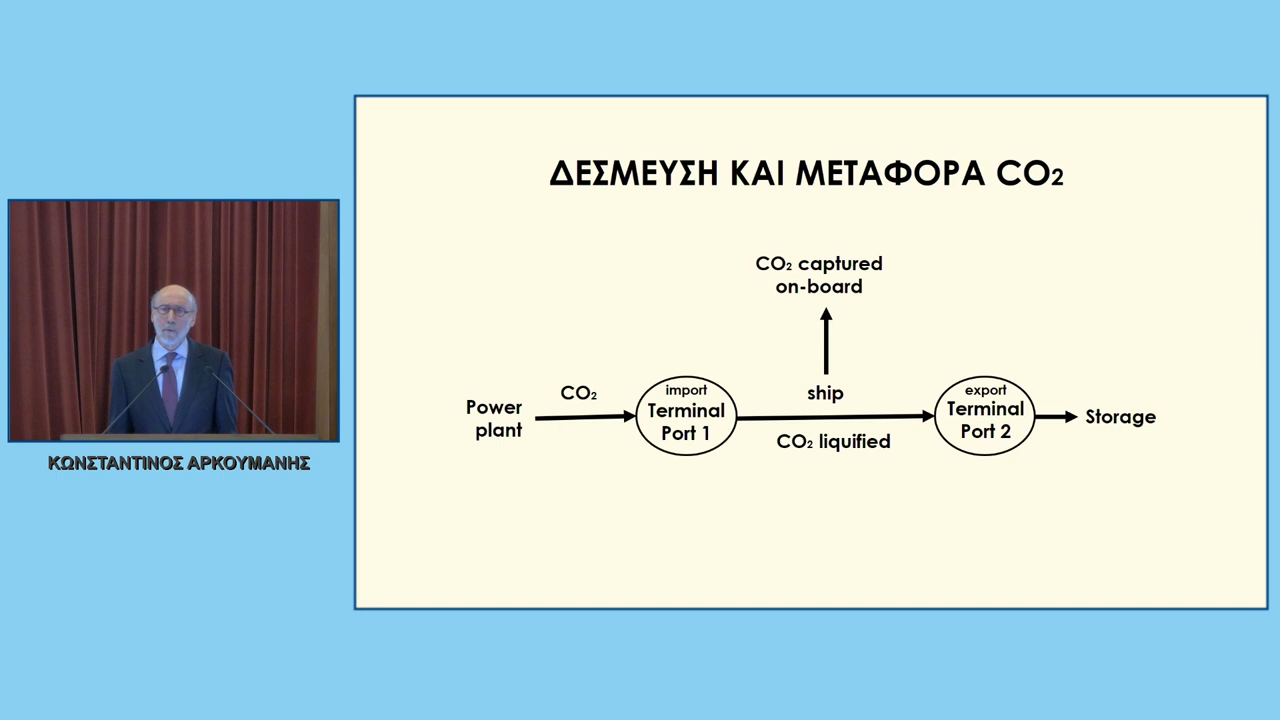 ΔΕΣΜΕΥΣΗ ΚΑΙ ΜΕΤΑΦΟΡΑ CO₂
CO₂ captured
on-board
Power
plant
CO₂
import
Terminal
Port 1
ship
CO₂ liquified
export
Terminal
Port 2
Storage
ΚΩΝΣΤΑΝΤΙΝΟΣ ΑΡΚΟΥΜΑΝΗΣ